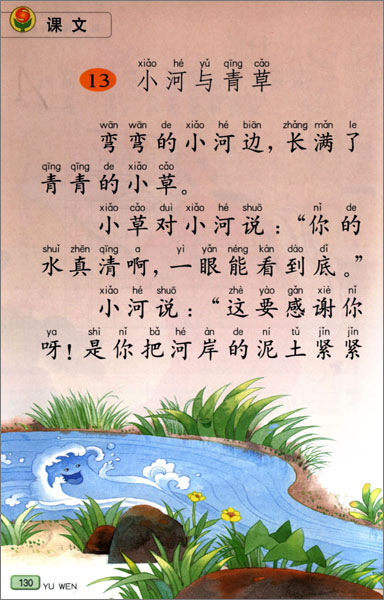 课文
xiǎo hé yǔ qīng cǎo
13 小河与青草
wān wān de xiǎo hé biān zhǎng mǎn le
弯弯的小河边，长满了
qīng qīng de xiǎo cǎo
青青的小草。
xiǎo cǎo duì xiǎo hé shuō nǐ de
小草对小河说：“你的
shuǐ zhēn qīng a yì yǎn néng kàn dào dǐ
水真清啊，一眼能看到底。”
xiǎo hé shuō zhè yào gǎn xiè nǐ
小河说：“这要感谢你
ya shì nǐ bǎ hé àn de ní tǔ jǐn jǐn
呀！是你把河岸的泥土紧紧
130 YU WEN